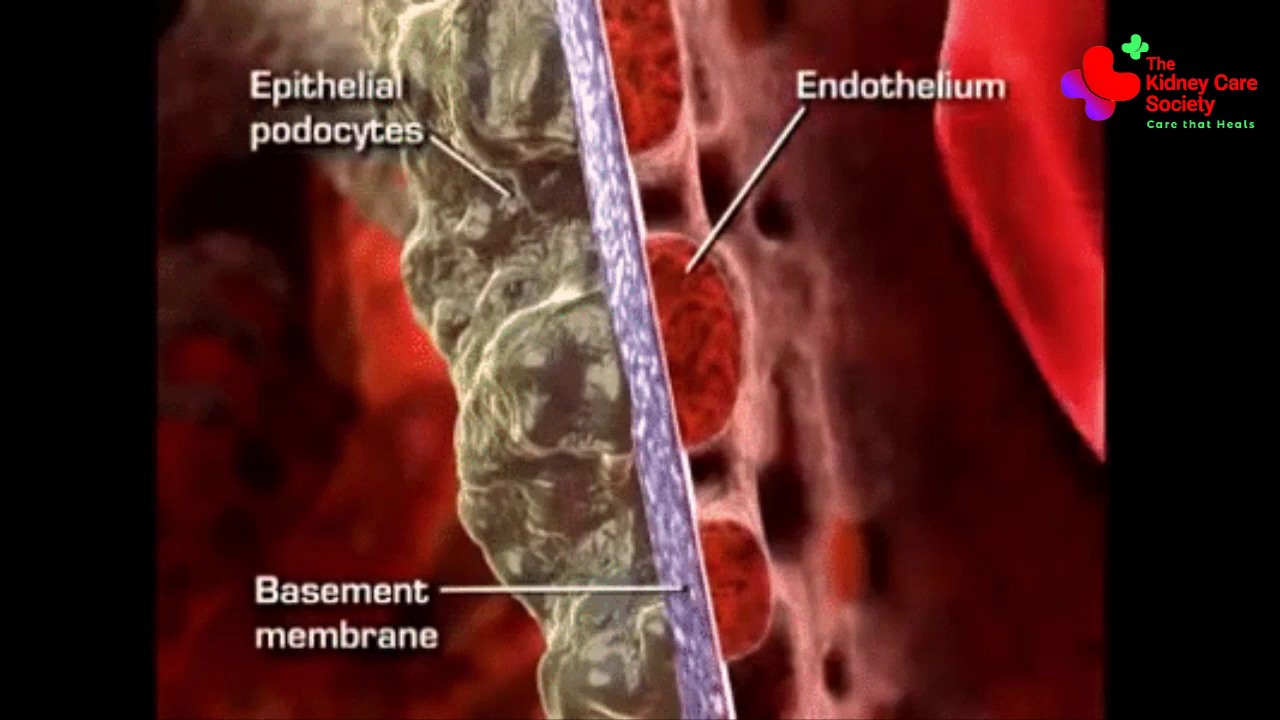 Epithelial
podocytes
Endothelium
The
Kidney Care
Society
Care that Heals
Basement
membrane